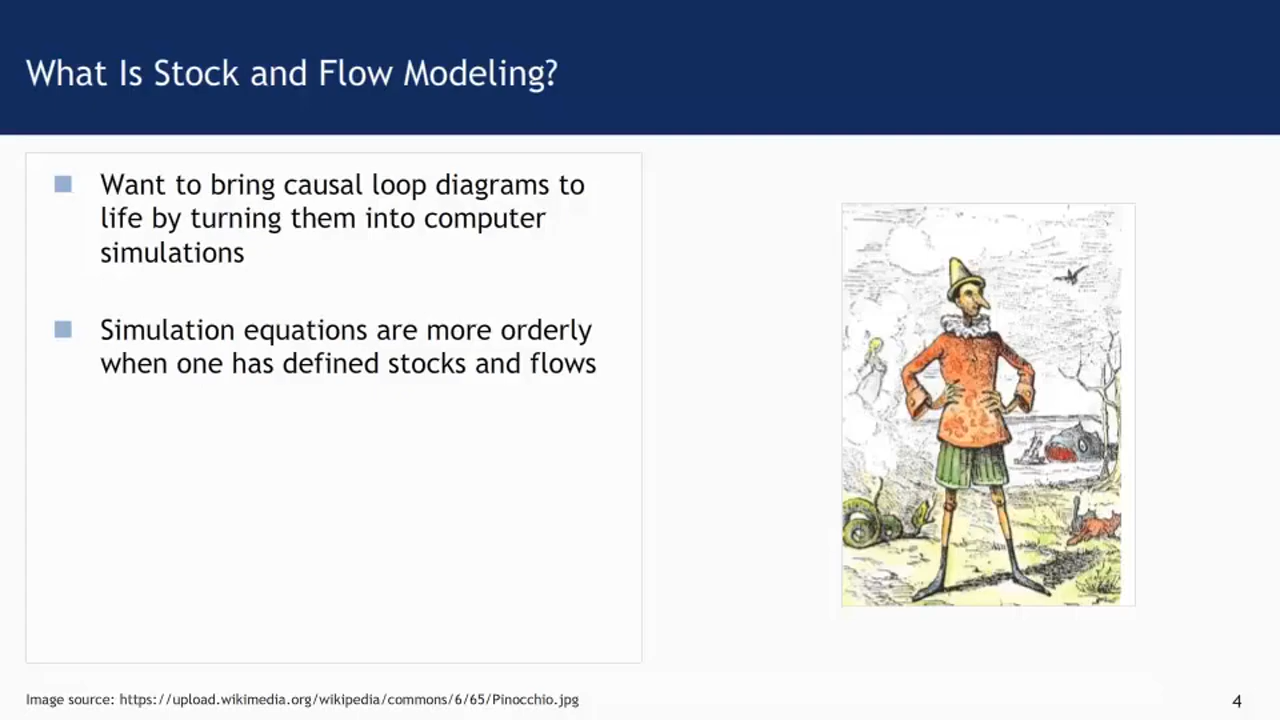 What Is Stock and Flow Modeling?
Want to bring causal loop diagrams to
life by turning them into computer
simulations
Simulation equations are more orderly
when one has defined stocks and flows
Image source: https://upload.wikimedia.org/wikipedia/commons/6/65/Pinocchio.jpg
4